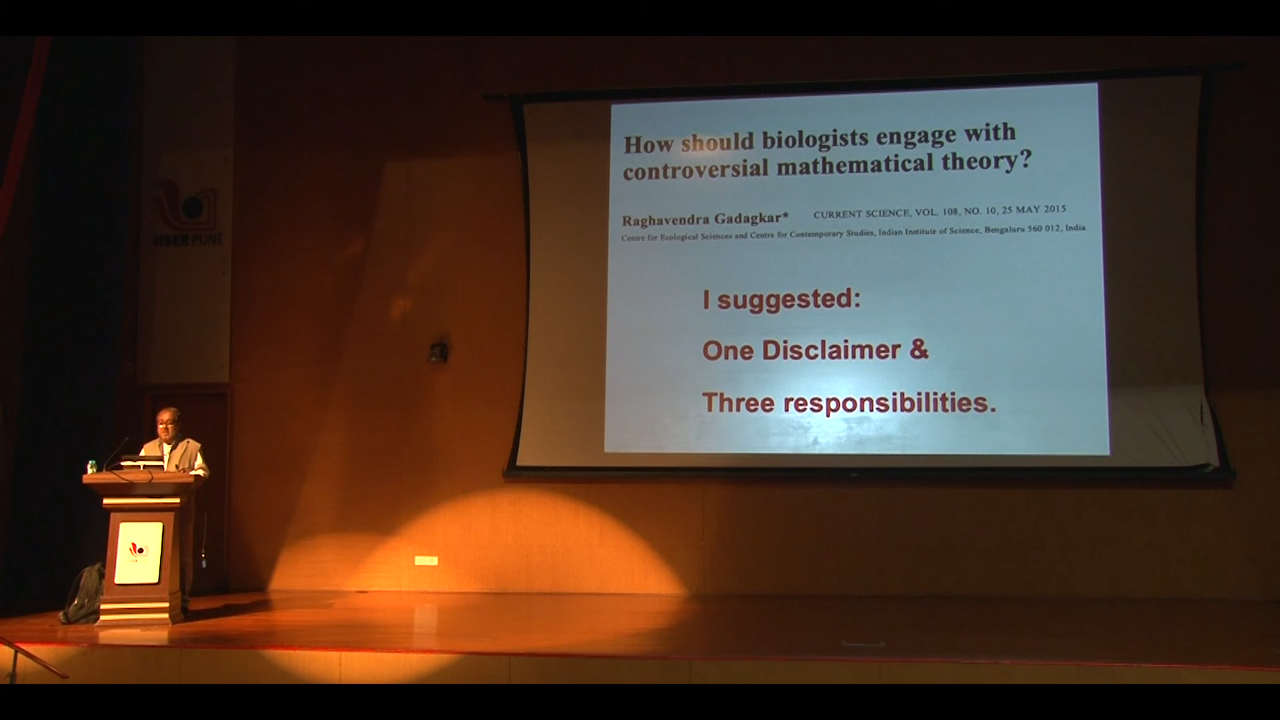 How should biologists engage with
controversial mathematical theory?
Raghavendra Gadagkar* CURRENT SCIENCE, VOL. 108, NO. 10, 25 MAY 2015
Centre for Ecological Sciences and Centre for Contemporary Studies, Indian Institute of Science, Bengaluru 560 012, India
I suggested:
One Disclaimer &
Three responsibilities.
IISER PUNE